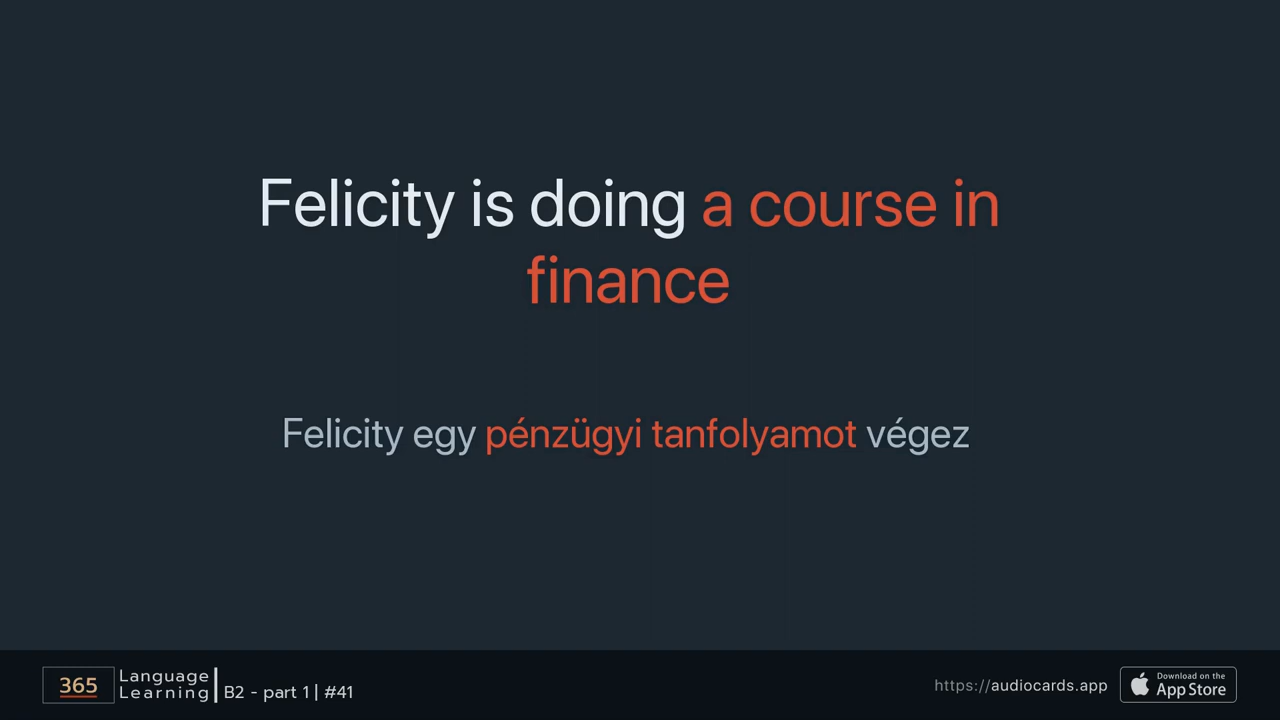 Felicity is doing a course in
finance
Felicity egy pénzügyi tanfolyamot végez
365
Language
Learning
B2 - part 1 | #41
https://audiocards.app
Download on the
App Store